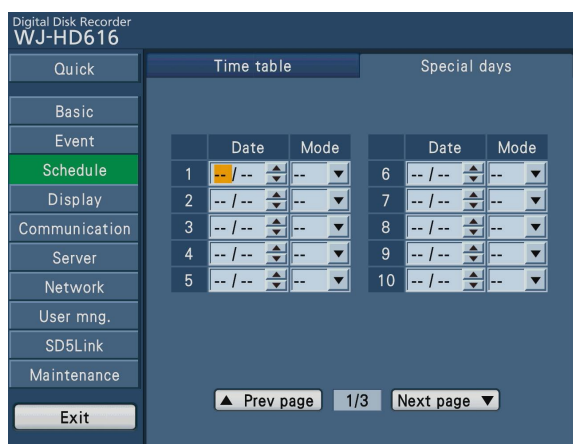 Digital Disk Recorder
WJ-HD616
Quick
Basic
Event
Schedule
Display
Communication
Server
Network
User mng.
SD5Link
Maintenance
Exit
Time table
Special days
Date Mode
1 -- / -- --
2 -- / -- --
3 -- / -- --
4 -- / -- --
5 -- / -- --
Date Mode
6 -- / -- --
7 -- / -- --
8 -- / -- --
9 -- / -- --
10 -- / -- --
▲ Prev page 1/3 Next page ▼